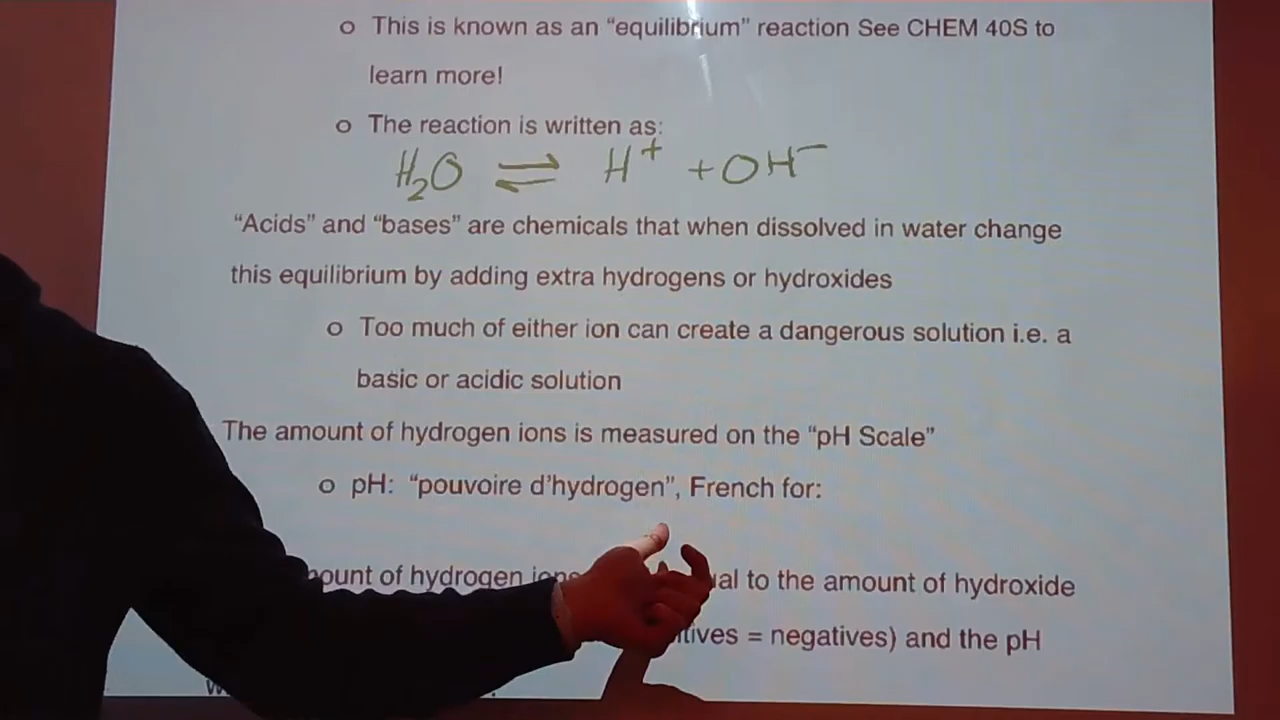 o This is known as an “equilibrium” reaction See CHEM 40S to
learn more!
o The reaction is written as:
H₂O ⇌ H⁺ + OH⁻
“Acids” and “bases” are chemicals that when dissolved in water change
this equilibrium by adding extra hydrogens or hydroxides
o Too much of either ion can create a dangerous solution i.e. a
basic or acidic solution
The amount of hydrogen ions is measured on the “pH Scale”
o pH: “pouvoire d’hydrogen”, French for:
of hydrogen ions to the amount of hydroxide
= negatives) and the pH